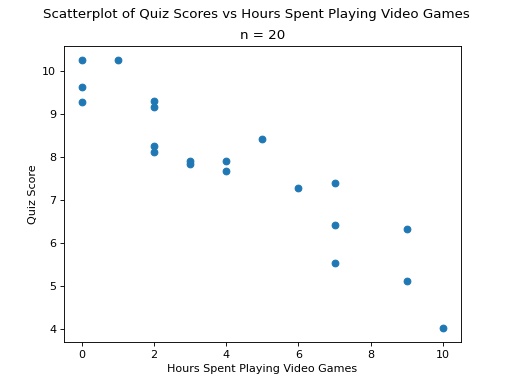 Scatterplot of Quiz Scores vs Hours Spent Playing Video Games
n = 20
10
9
8
7
6
5
4
Quiz Score
0 2 4 6 8 10
Hours Spent Playing Video Games